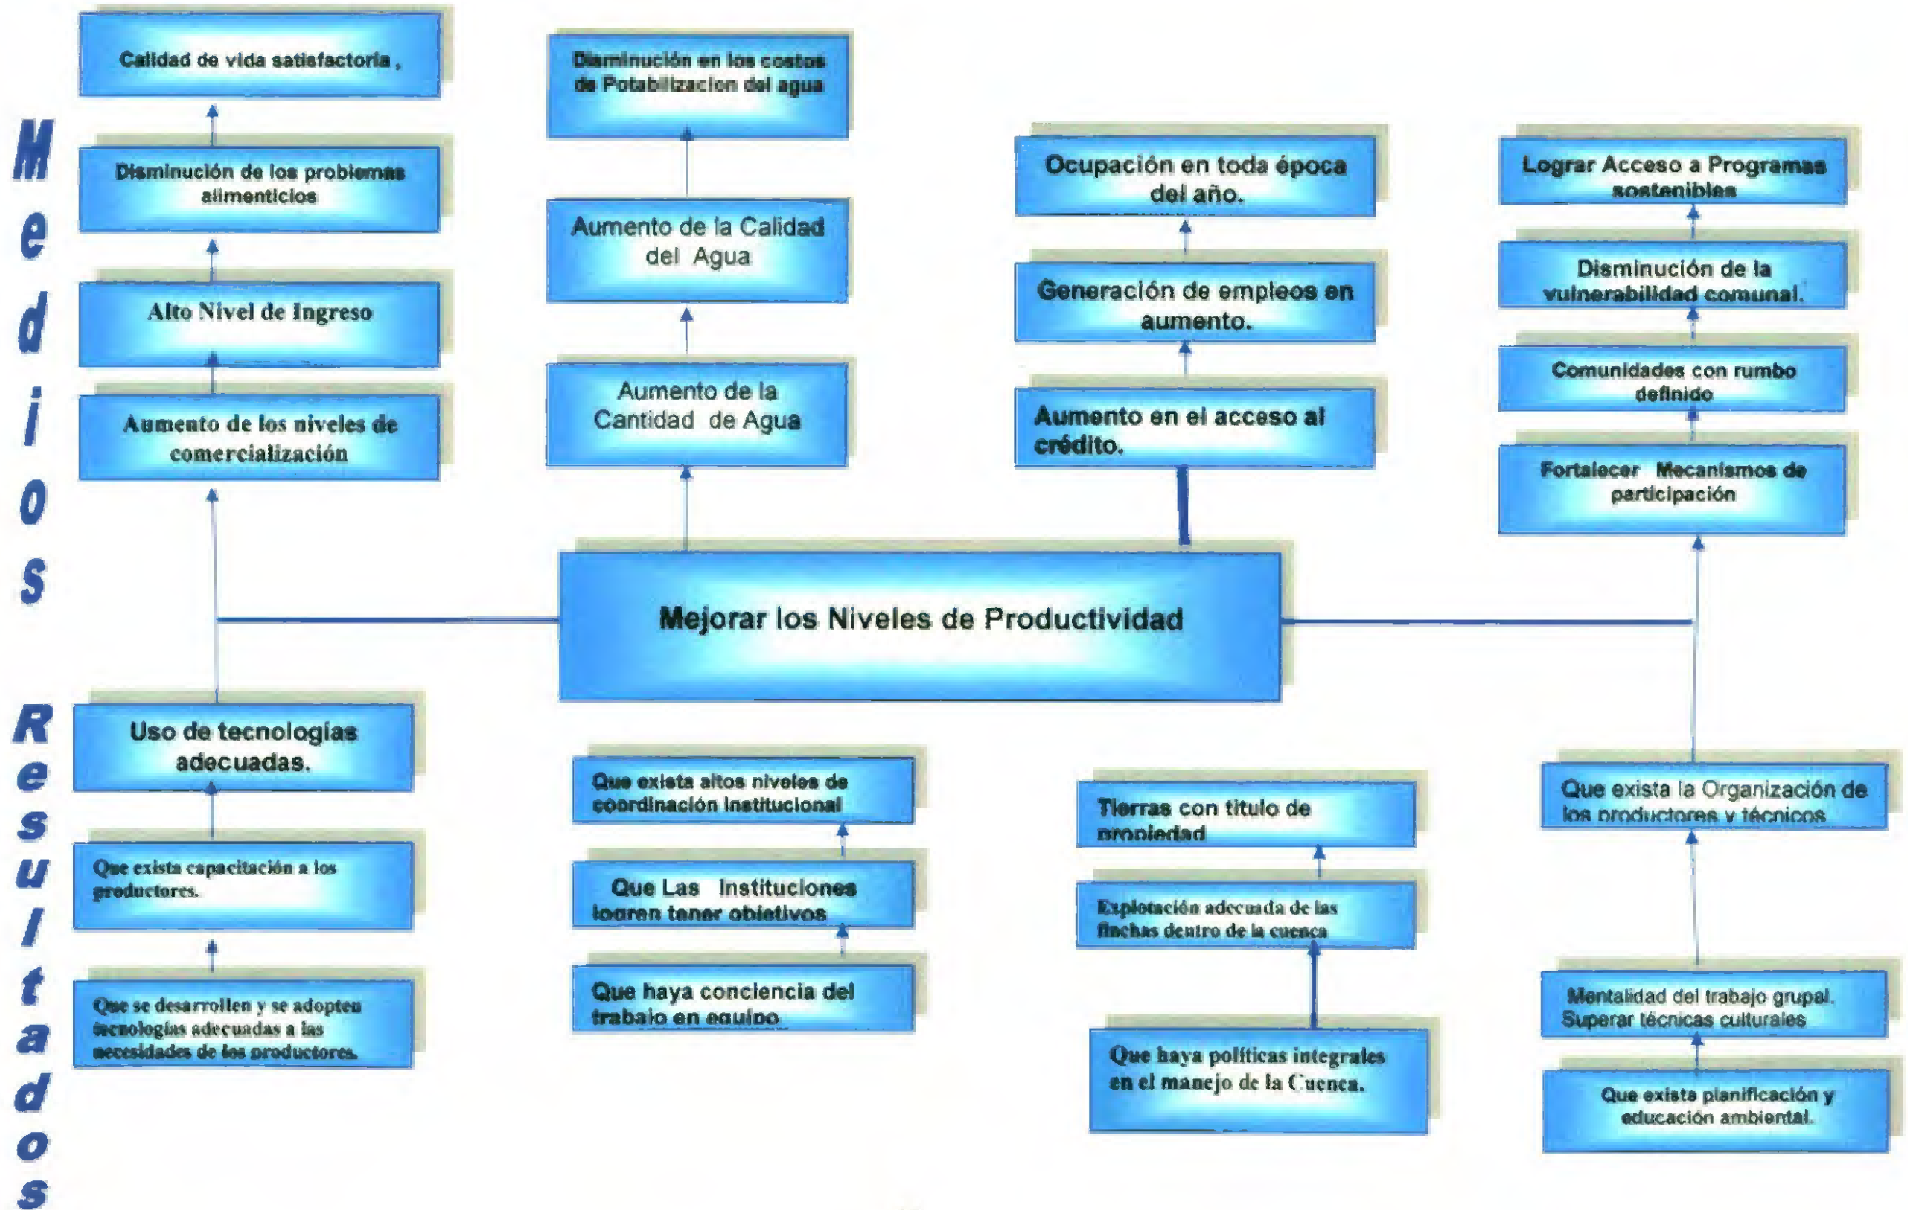 Medios
Calidad de vida satisfactoria ,
Disminución de los problemas
alimenticios
Alto Nivel de Ingreso
Aumento de los niveles de
comercialización
Disminución en los costos
de Potabilizacion del agua
Aumento de la Calidad
del Agua
Aumento de la
Cantidad de Agua
Ocupación en toda época
del año.
Generación de empleos en
aumento.
Aumento en el acceso al
crédito.
Lograr Acceso a Programas
sostenibles
Disminución de la
vulnerabilidad comunal.
Comunidades con rumbo
definido
Fortalecer Mecanismos de
participación
Mejorar los Niveles de Productividad
Resultados
Uso de tecnologías
adecuadas.
Que exista capacitación a los
productores.
Que se desarrollen y se adopten
tecnologías adecuadas a las
necesidades de los productores.
Que exista altos niveles de
coordinación Institucional
Que Las Instituciones
logren tener objetivos
Que haya conciencia del
trabajo en equipo
Tierras con titulo de
propiedad
Explotación adecuada de las
finchas dentro de la cuenca
Que haya políticas integrales
en el manejo de la Cuenca.
Que exista la Organización de
los productores y técnicos
Mentalidad del trabajo grupal.
Superar técnicas culturales
Que exista planificación y
educación ambiental.